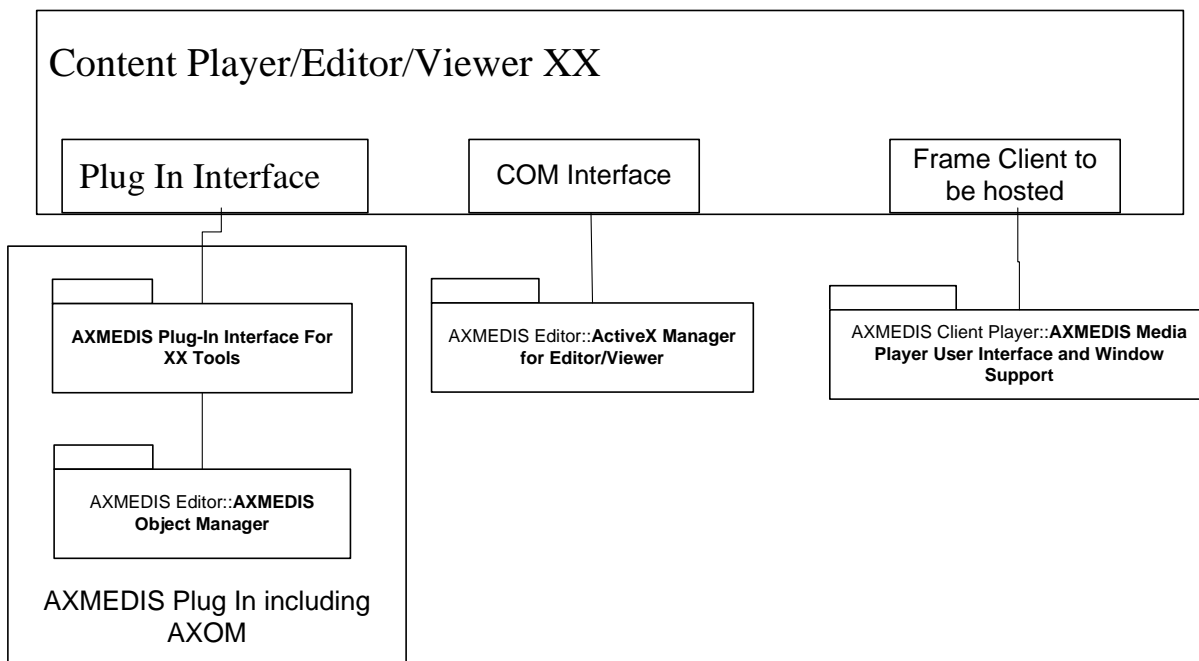 Content Player/Editor/Viewer XX
Plug In Interface
COM Interface
Frame Client to
be hosted
AXMEDIS Plug-In Interface For
XX Tools
AXMEDIS Editor::ActiveX Manager
for Editor/Viewer
AXMEDIS Client Player::AXMEDIS Media
Player User Interface and Window
Support
AXMEDIS Editor::AXMEDIS
Object Manager
AXMEDIS Plug In including
AXOM